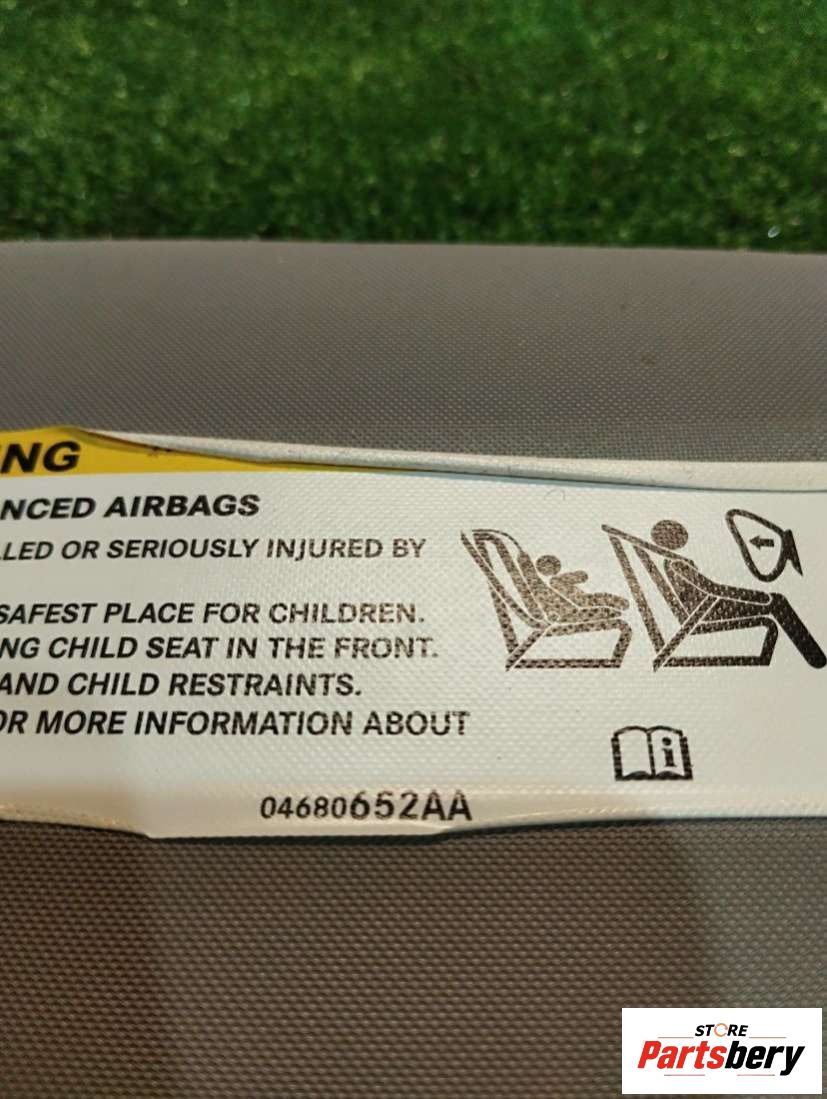 NG
NCED AIRBAGS
LLED OR SERIOUSLY INJURED BY
SAFEST PLACE FOR CHILDREN.
NG CHILD SEAT IN THE FRONT.
AND CHILD RESTRAINTS.
OR MORE INFORMATION ABOUT
i
04680652AA
STORE
Partsbery